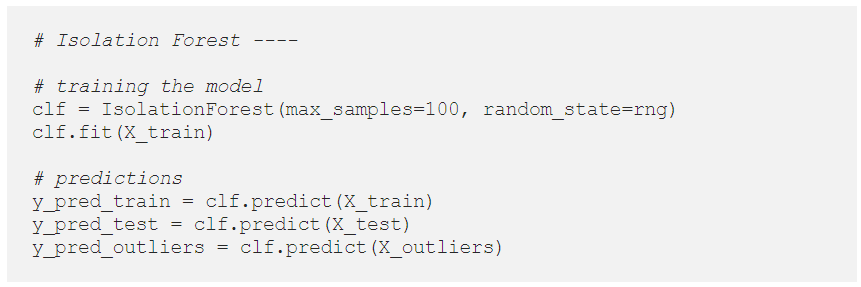 # Isolation Forest ----
# training the model
clf = IsolationForest(max_samples=100, random_state=rng)
clf.fit(X_train)
# predictions
y_pred_train = clf.predict(X_train)
y_pred_test = clf.predict(X_test)
y_pred_outliers = clf.predict(X_outliers)